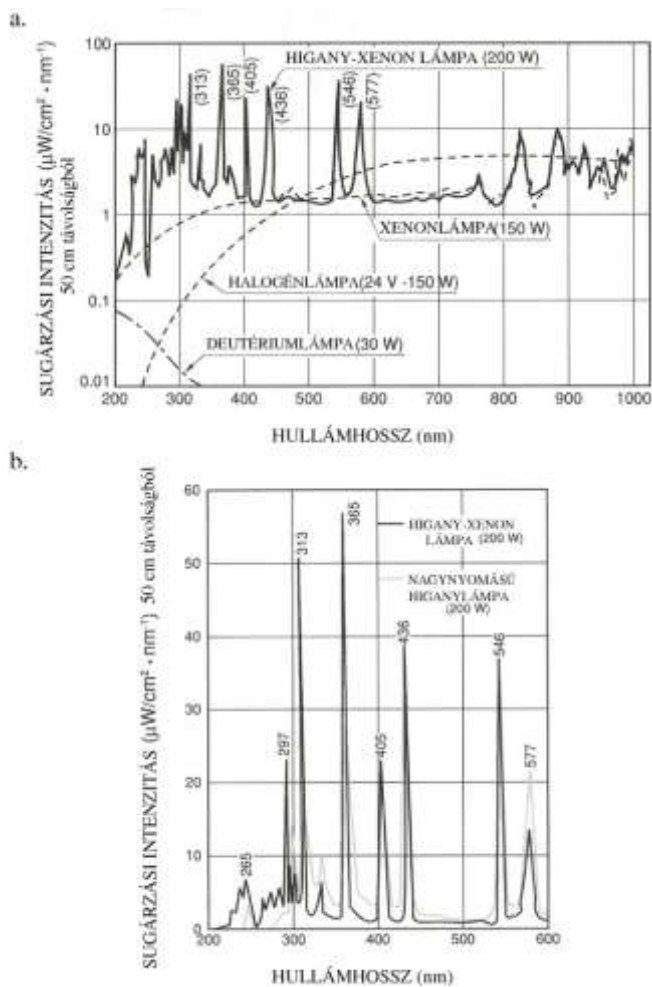 a.
SUGÁRZÁSI INTENZITÁS (µW/cm² · nm⁻¹)
50 cm távolságból
100
10
1
0.1
0.01
(313)
(365)
(405)
(436)
(546)
(577)
HIGANY-XENON LÁMPA (200 W)
XENONLÁMPA (150 W)
HALOGÉNLÁMPA (24 V -150 W)
DEUTÉRIUMLÁMPA (30 W)
200 300 400 500 600 700 800 900 1000
HULLÁMHOSSZ (nm)
b.
SUGÁRZÁSI INTENZITÁS (µW/cm² · nm⁻¹) 50 cm távolságból
60
50
40
30
20
10
0
265
297
313
365
405
436
546
577
HIGANY-XENON
LÁMPA (200 W)
NAGYNYOMÁSÚ
HIGANYLÁMPA
(200 W)
200 300 400 500 600
HULLÁMHOSSZ (nm)